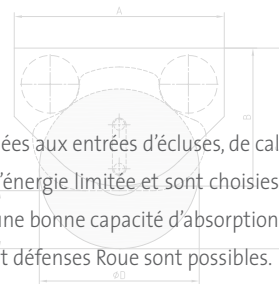 A
B
ées aux entrées d’écluses, de cal
’énergie limitée et sont choisies
une bonne capacité d’absorption
t défenses Roue sont possibles.
ØD